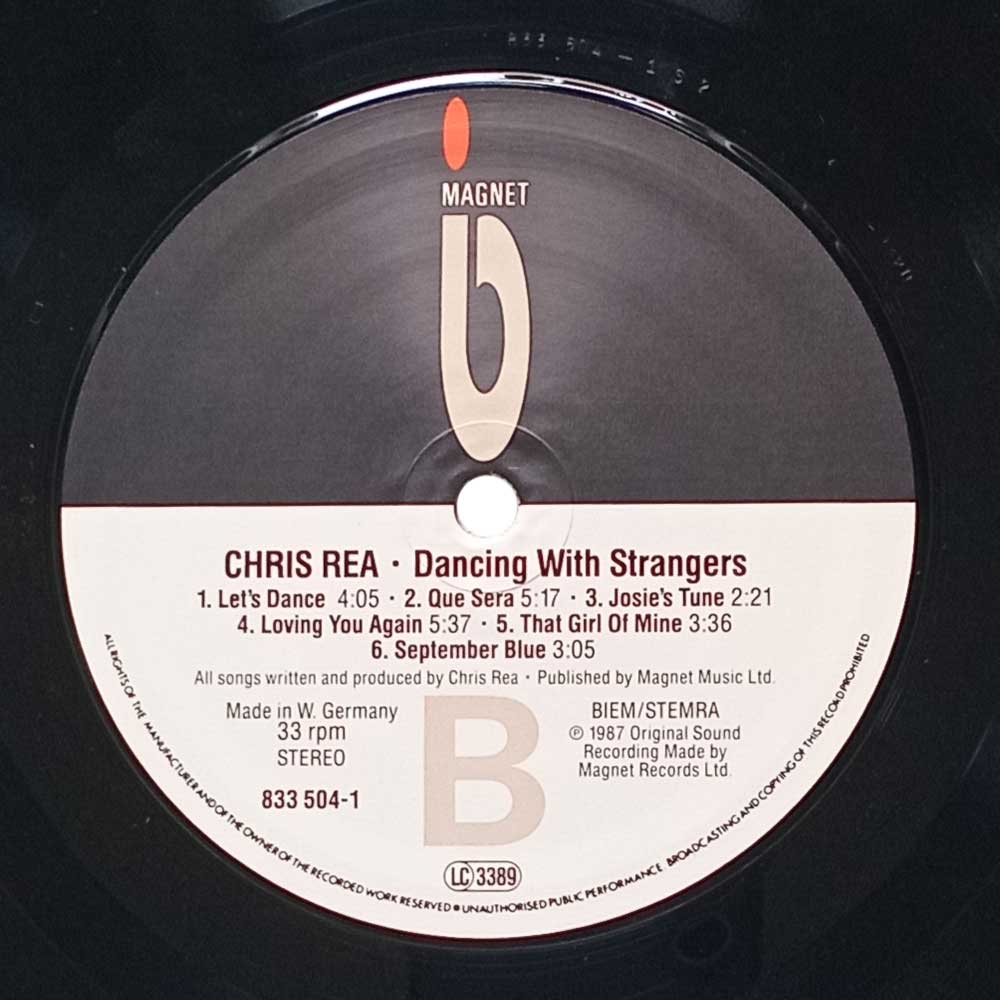 833 504-1 S 2
MAGNET
CHRIS REA · Dancing With Strangers
1. Let's Dance 4:05 · 2. Que Sera 5:17 · 3. Josie's Tune 2:21
4. Loving You Again 5:37 · 5. That Girl Of Mine 3:36
6. September Blue 3:05
All songs written and produced by Chris Rea · Published by Magnet Music Ltd.
Made in W. Germany
33 rpm
STEREO
833 504-1
B
BIEM/STEMRA
℗ 1987 Original Sound
Recording Made by
Magnet Records Ltd.
LC 3389
ALL RIGHTS OF THE MANUFACTURER AND OF THE OWNER OF THE RECORDED WORK RESERVED • UNAUTHORISED PUBLIC PERFORMANCE BROADCASTING AND COPYING OF THIS RECORD PROHIBITED